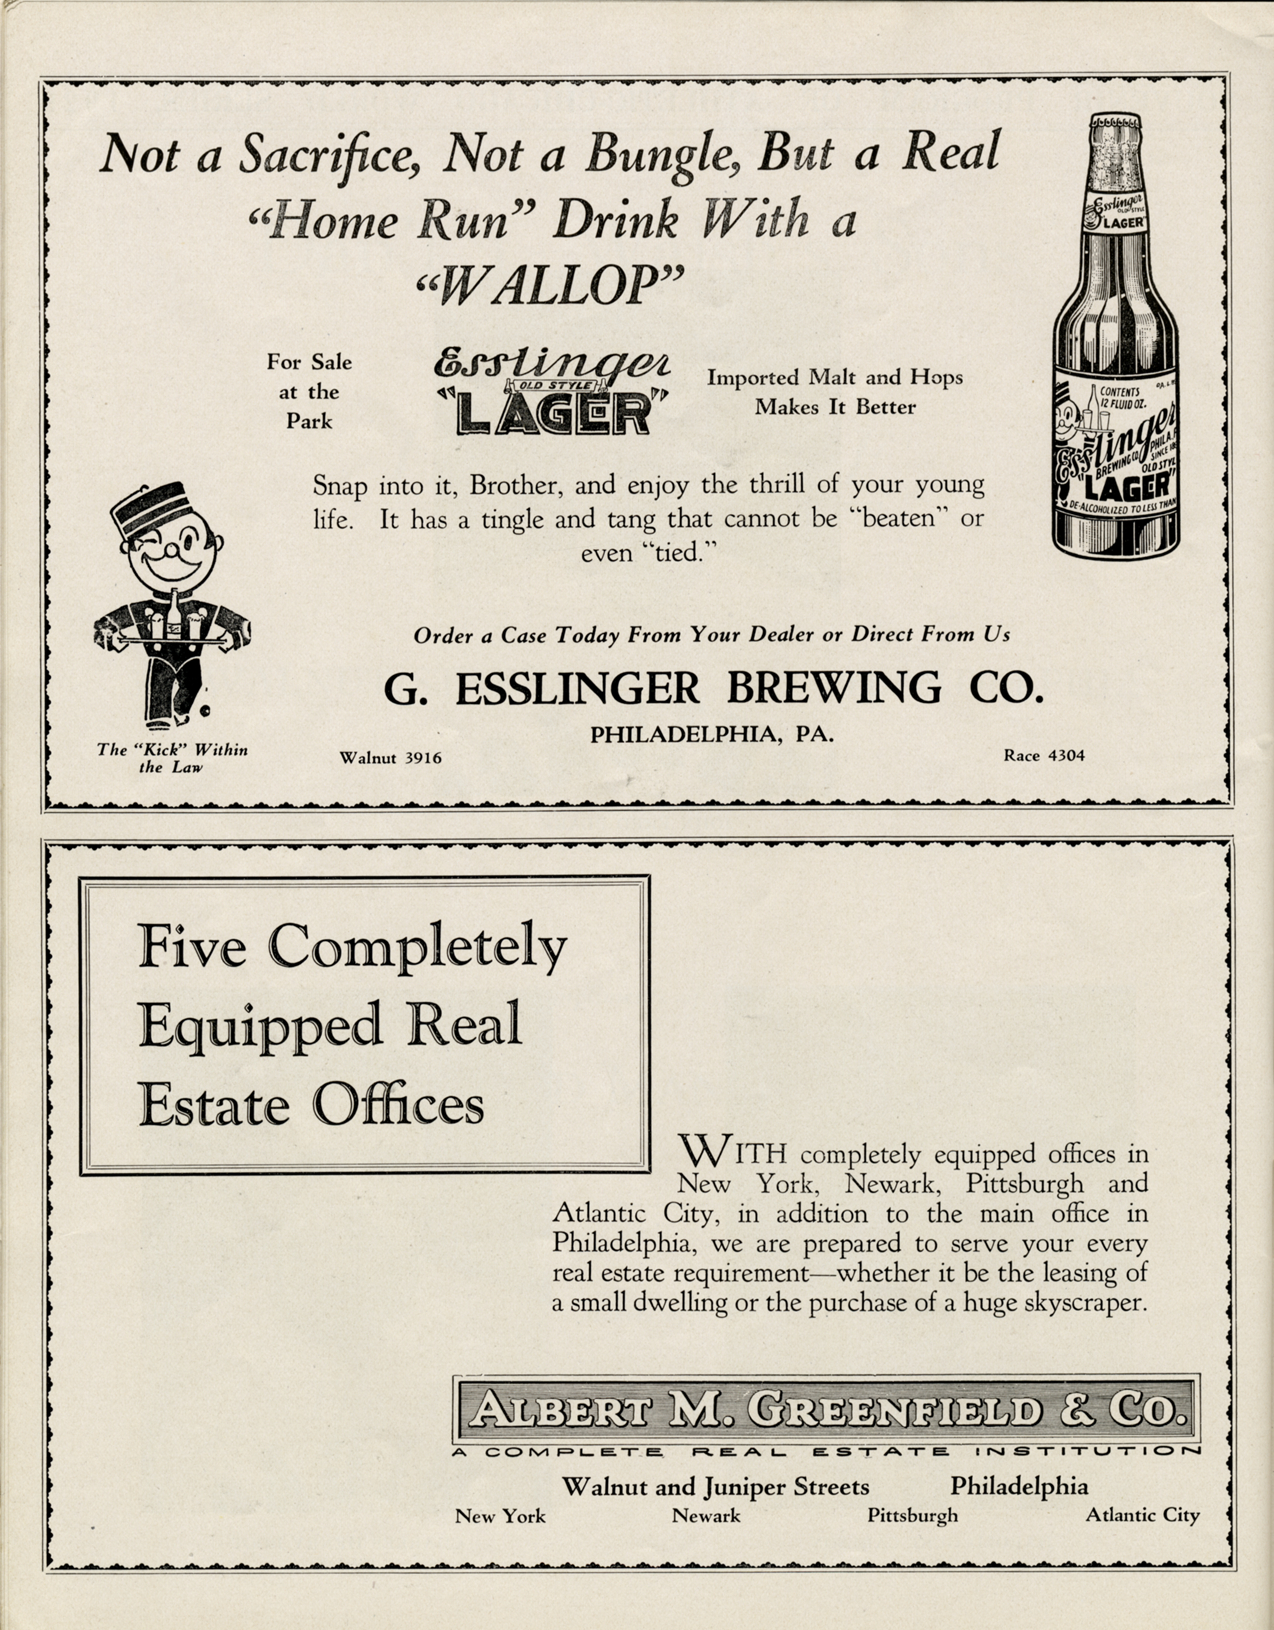 Not a Sacrifice, Not a Bungle, But a Real
“Home Run” Drink With a
“WALLOP”
For Sale
at the
Park
Esslinger
OLD STYLE
“LAGER”
Imported Malt and Hops
Makes It Better
Esslinger
OLD STYLE
LAGER
CONTENTS
12 FLUID OZ.
Esslinger
BREWING CO. PHILA.
SINCE
OLD STYL
"LAGER"
DE-ALCOHOLIZED TO LESS THAN
Snap into it, Brother, and enjoy the thrill of your young
life. It has a tingle and tang that cannot be “beaten” or
even “tied.”
Order a Case Today From Your Dealer or Direct From Us
G. ESSLINGER BREWING CO.
PHILADELPHIA, PA.
The “Kick” Within
the Law
Walnut 3916
Race 4304
Five Completely
Equipped Real
Estate Offices
WITH completely equipped offices in
New York, Newark, Pittsburgh and
Atlantic City, in addition to the main office in
Philadelphia, we are prepared to serve your every
real estate requirement—whether it be the leasing of
a small dwelling or the purchase of a huge skyscraper.
ALBERT M. GREENFIELD & CO.
A COMPLETE REAL ESTATE INSTITUTION
Walnut and Juniper Streets Philadelphia
New York Newark Pittsburgh Atlantic City